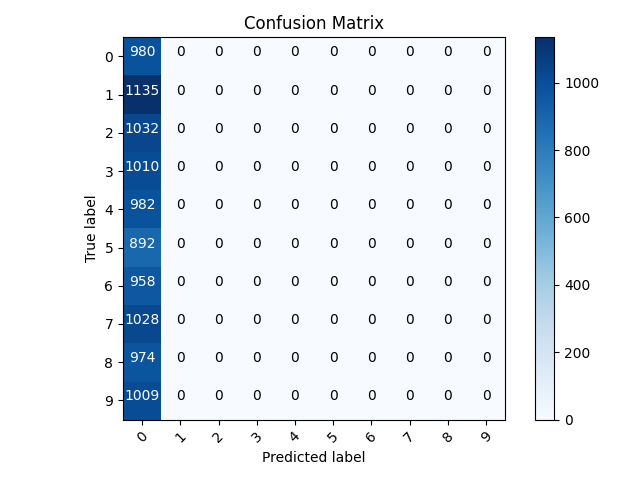 Confusion Matrix
0 980 0 0 0 0 0 0 0 0 0
1 1135 0 0 0 0 0 0 0 0 0
2 1032 0 0 0 0 0 0 0 0 0
3 1010 0 0 0 0 0 0 0 0 0
4 982 0 0 0 0 0 0 0 0 0
5 892 0 0 0 0 0 0 0 0 0
6 958 0 0 0 0 0 0 0 0 0
7 1028 0 0 0 0 0 0 0 0 0
8 974 0 0 0 0 0 0 0 0 0
9 1009 0 0 0 0 0 0 0 0 0
0 1 2 3 4 5 6 7 8 9
True label
Predicted label
1000
800
600
400
200
0